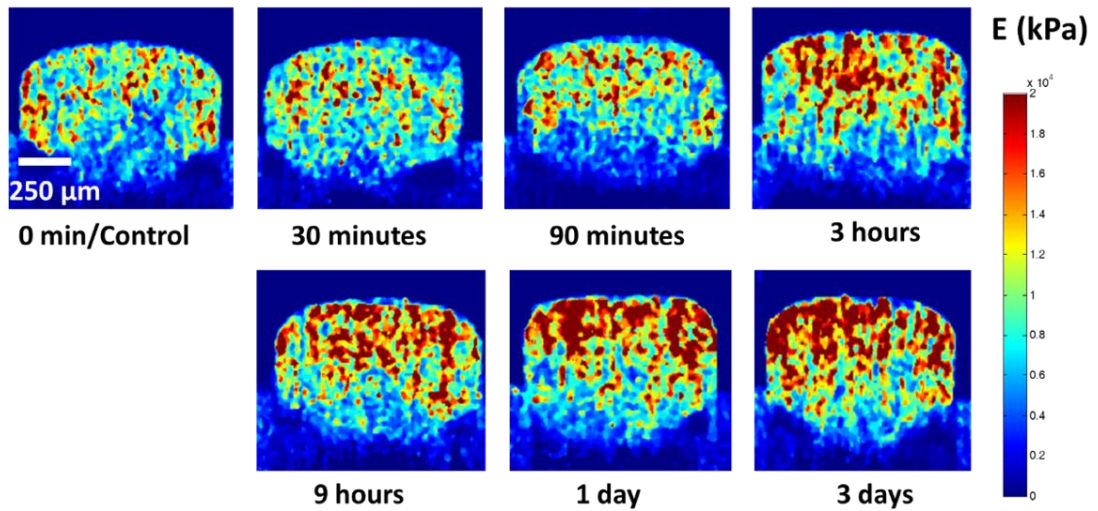 E (kPa)
x 10⁴
2
1.8
1.6
1.4
1.2
1
0.8
0.6
0.4
0.2
0
250 µm
0 min/Control
30 minutes
90 minutes
3 hours
9 hours
1 day
3 days